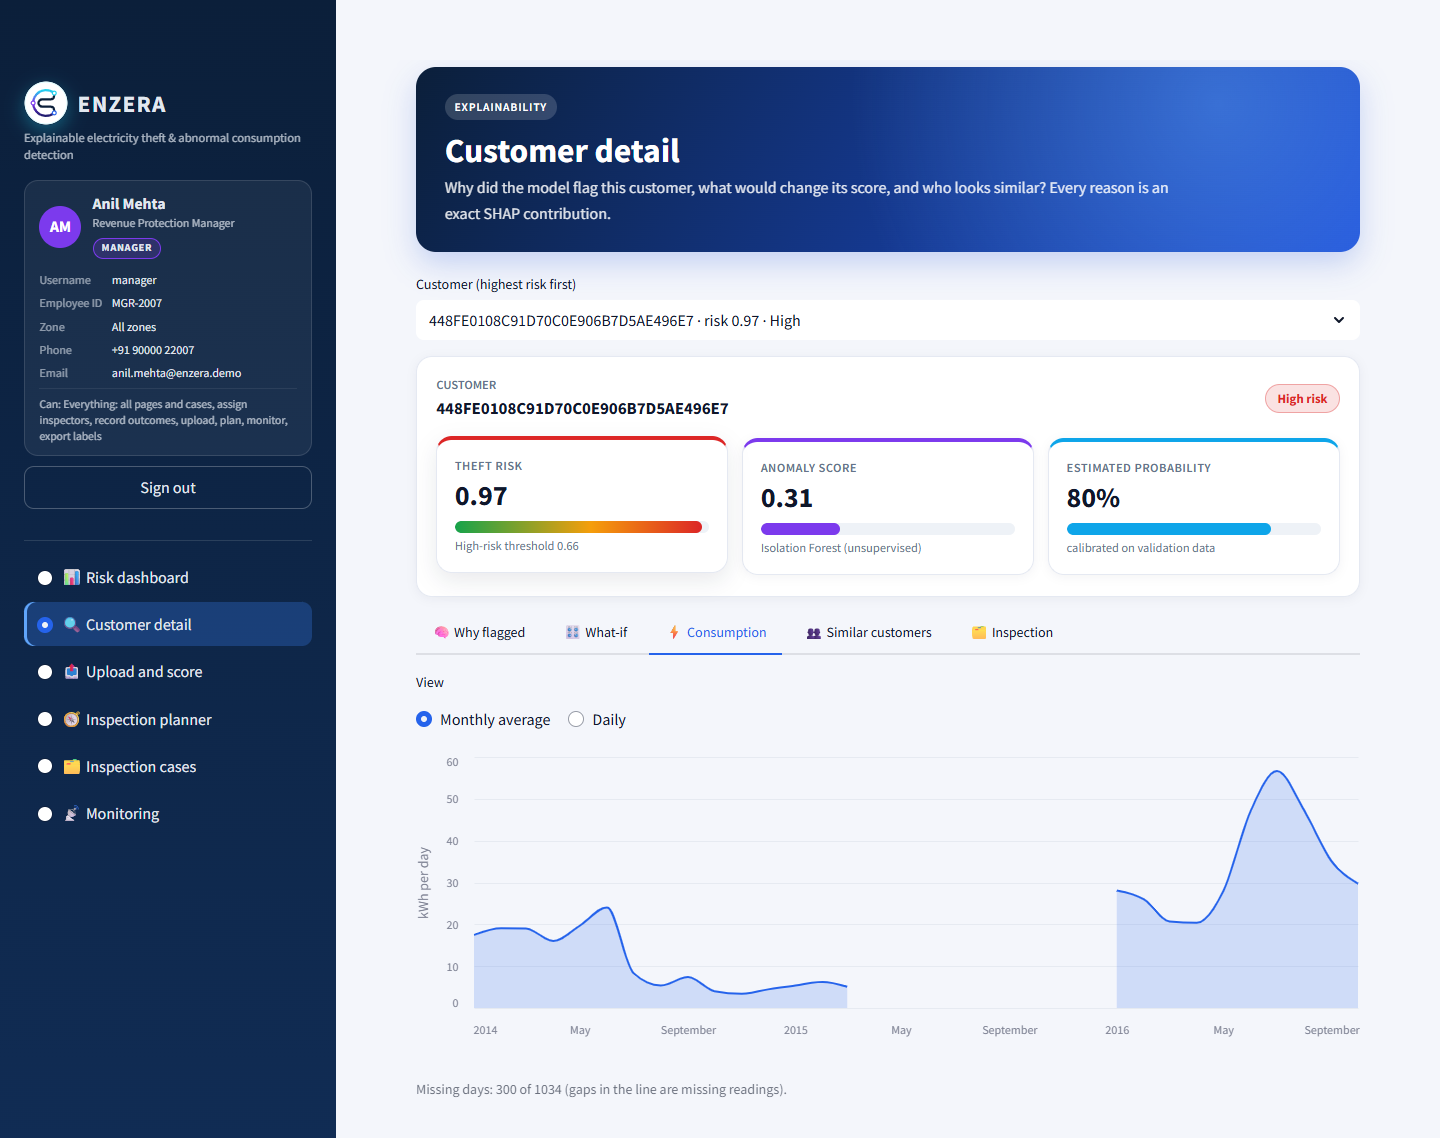 ENZERA
Explainable electricity theft & abnormal consumption
detection
AM
Anil Mehta
Revenue Protection Manager
MANAGER
Username manager
Employee ID MGR-2007
Zone All zones
Phone +91 90000 22007
Email anil.mehta@enzera.demo
Can: Everything: all pages and cases, assign
inspectors, record outcomes, upload, plan, monitor,
export labels
Sign out
Risk dashboard
Customer detail
Upload and score
Inspection planner
Inspection cases
Monitoring
EXPLAINABILITY
Customer detail
Why did the model flag this customer, what would change its score, and who looks similar? Every reason is an
exact SHAP contribution.
Customer (highest risk first)
448FE0108C91D70C0E906B7D5AE496E7 · risk 0.97 · High
CUSTOMER
448FE0108C91D70C0E906B7D5AE496E7
High risk
THEFT RISK
0.97
High-risk threshold 0.66
ANOMALY SCORE
0.31
Isolation Forest (unsupervised)
ESTIMATED PROBABILITY
80%
calibrated on validation data
Why flagged What-if Consumption Similar customers Inspection
View
Monthly average Daily
kWh per day
60
50
40
30
20
10
0
2014 May September 2015 May September 2016 May September
Missing days: 300 of 1034 (gaps in the line are missing readings).